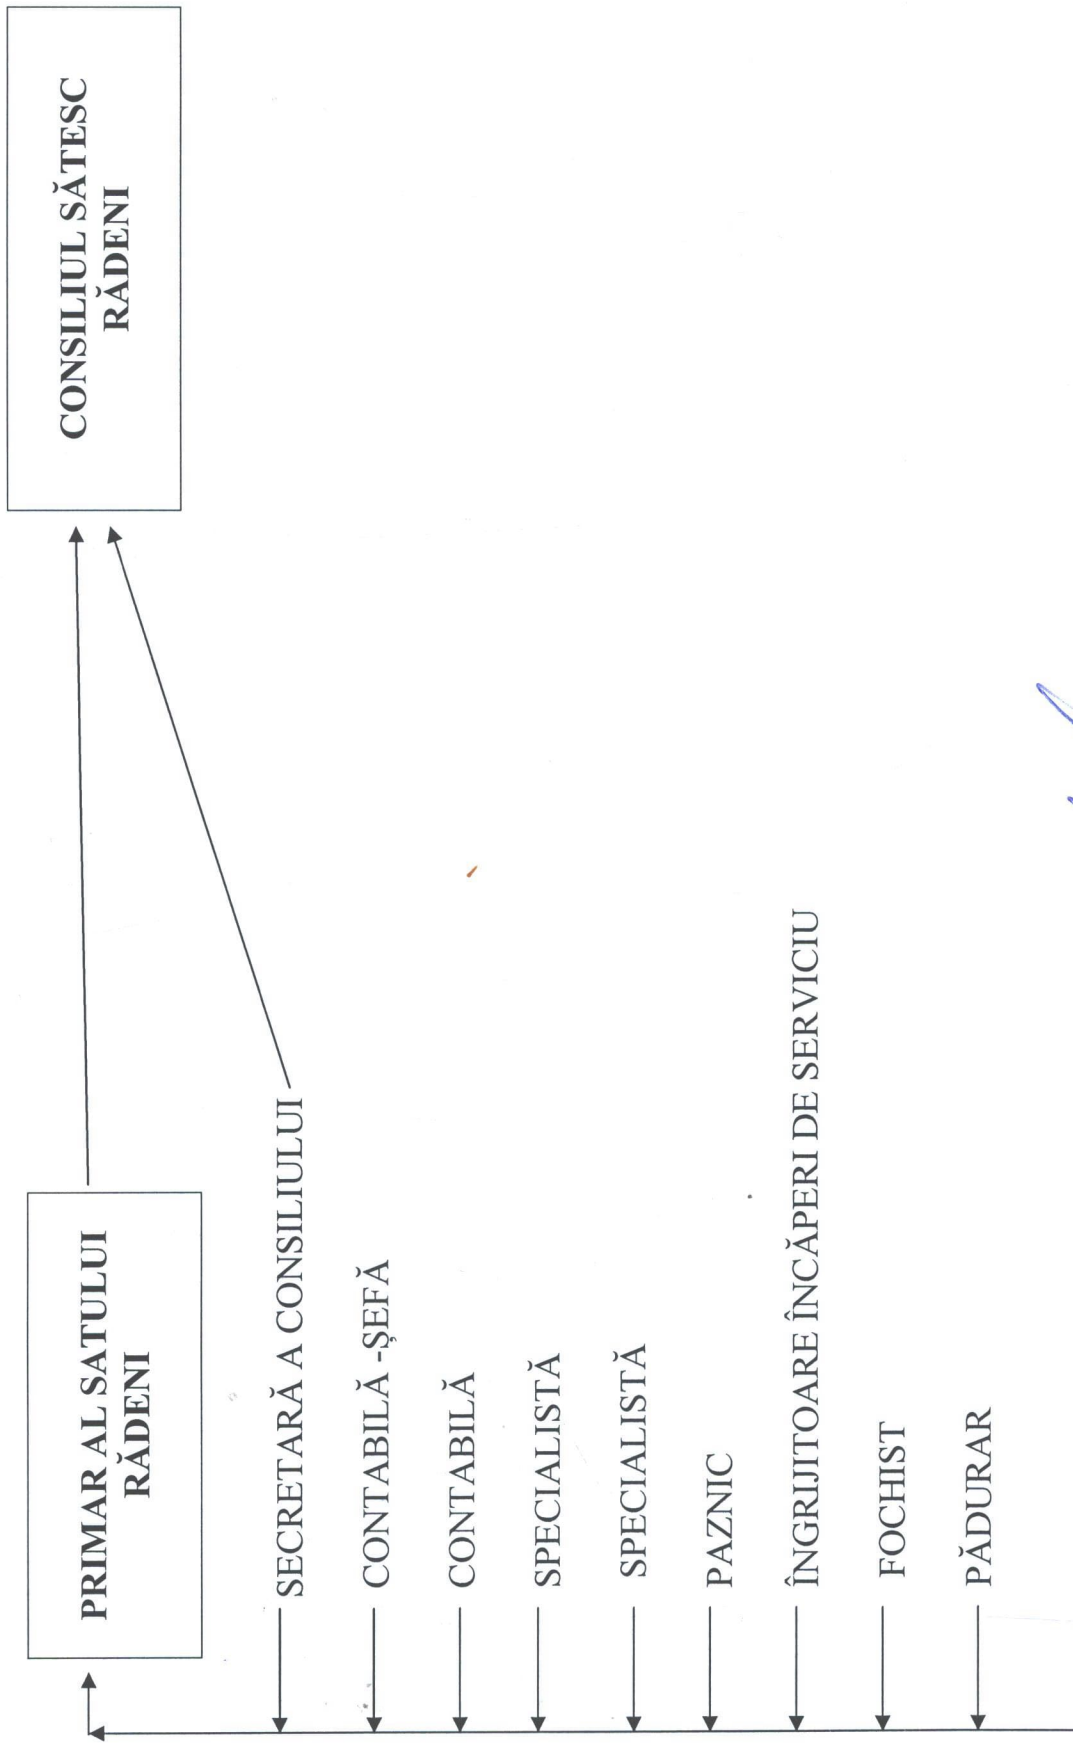 PRIMAR AL SATULUI
RĂDENI
CONSILIUL SĂTESC
RĂDENI
SECRETARĂ A CONSILIULUI
CONTABILĂ -ŞEFĂ
CONTABILĂ
SPECIALISTĂ
SPECIALISTĂ
PAZNIC
ÎNGRIJITOARE ÎNCĂPERI DE SERVICIU
FOCHIST
PĂDURAR